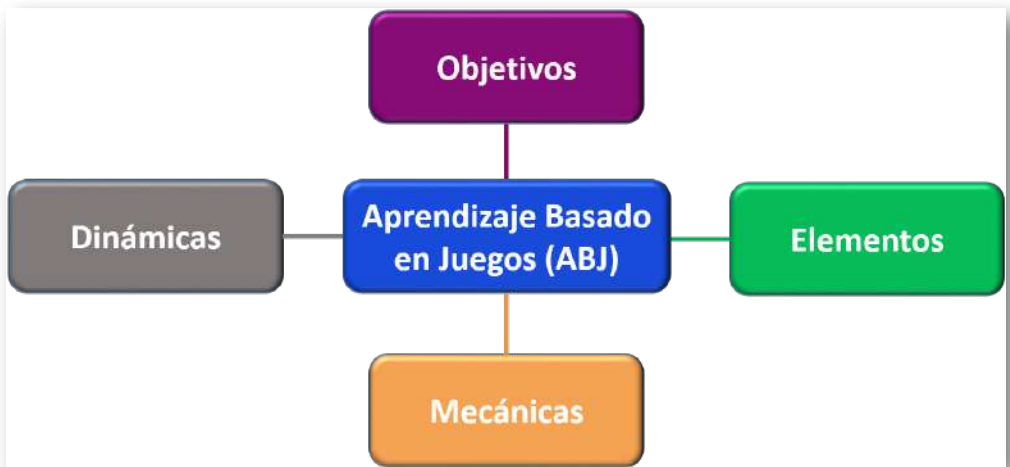 Objetivos
Dinámicas
Aprendizaje Basado
en Juegos (ABJ)
Elementos
Mecánicas